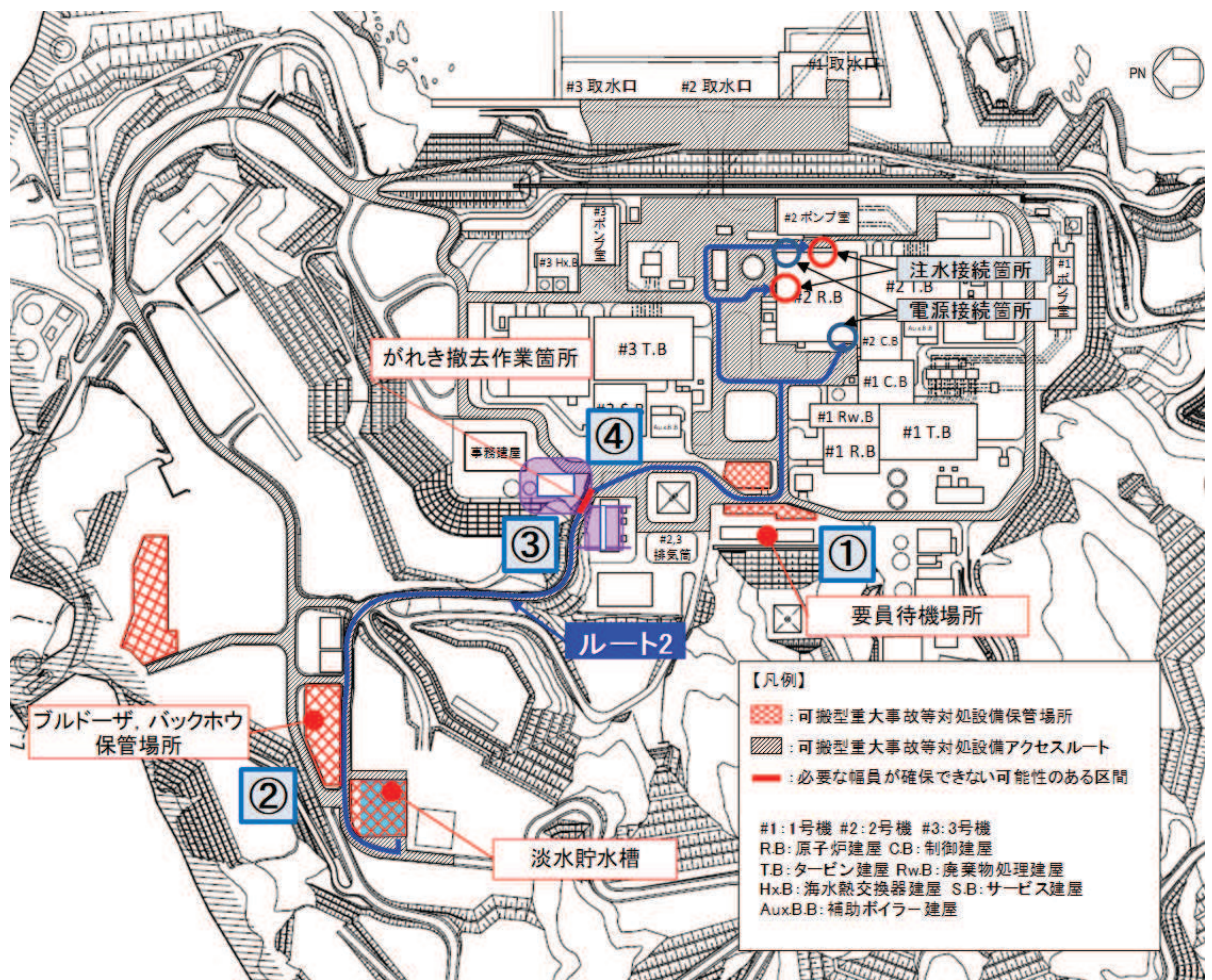 #1 取水口
#3 取水口
#2 取水口
PN
#3 ポンプ室
#2 ポンプ室
#3 Hx.B
#1 ポンプ室
注水接続箇所
#2 T.B
#2 R.B
電源接続箇所
Aux.B.B
#2 C.B
#3 T.B
がれき撤去作業箇所
#1 C.B
④
Aux.B.B
#1 Rw.B
#1 T.B
#1 R.B
事務建屋
③
#2,3
排気筒
①
要員待機場所
ルート2
ブルドーザ，バックホウ
保管場所
②
淡水貯水槽
【凡例】
：可搬型重大事故等対処設備保管場所
：可搬型重大事故等対処設備アクセスルート
：必要な幅員が確保できない可能性のある区間
#1：1号機 #2：2号機 #3：3号機
R.B：原子炉建屋 C.B：制御建屋
T.B：タービン建屋 Rw.B：廃棄物処理建屋
Hx.B：海水熱交換器建屋 S.B：サービス建屋
Aux.B.B：補助ボイラー建屋